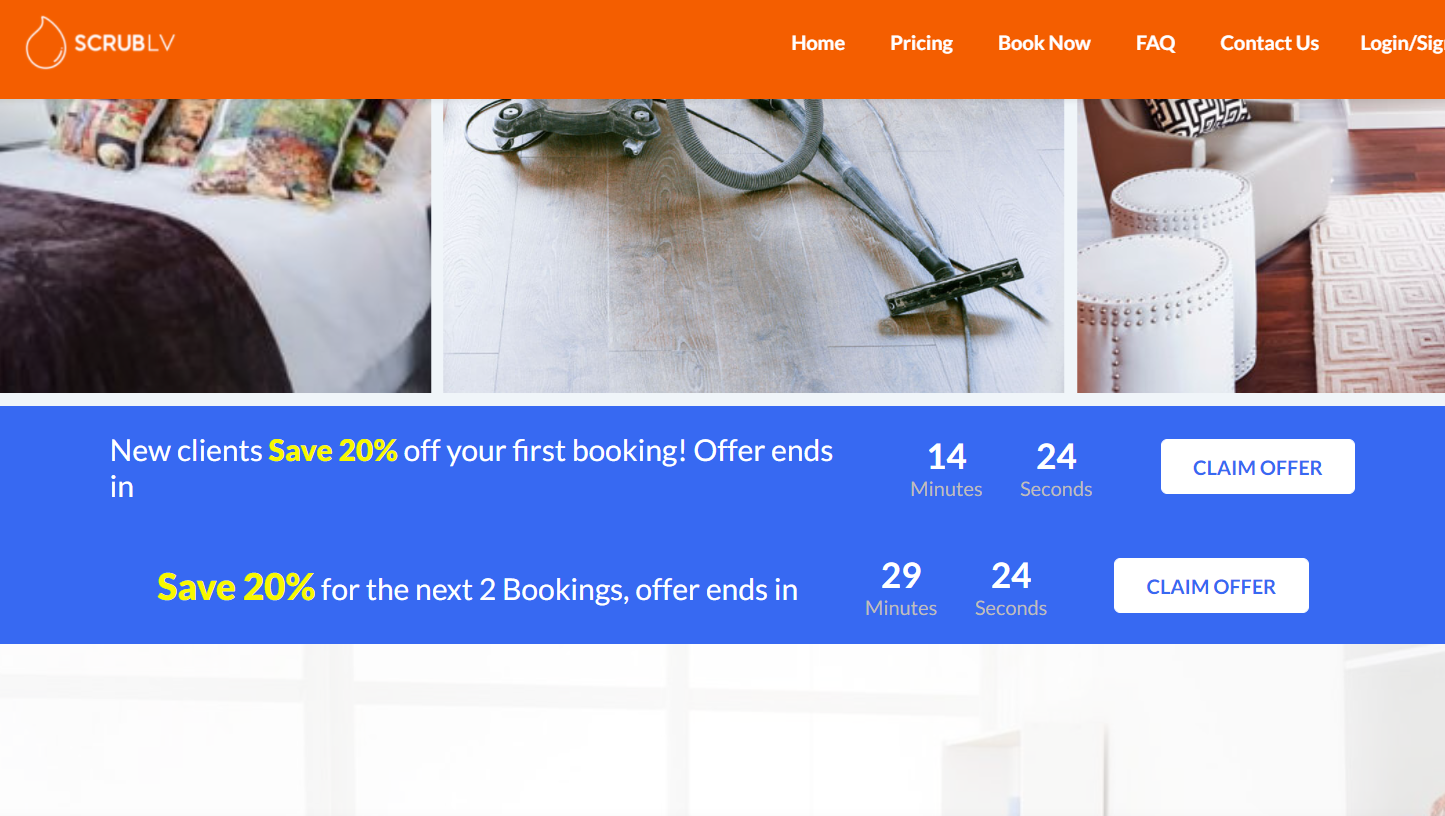 SCRUBLV
Home Pricing Book Now FAQ Contact Us Login/Sig
New clients Save 20% off your first booking! Offer ends
in
14 24
Minutes Seconds
CLAIM OFFER
Save 20% for the next 2 Bookings, offer ends in
29 24
Minutes Seconds
CLAIM OFFER